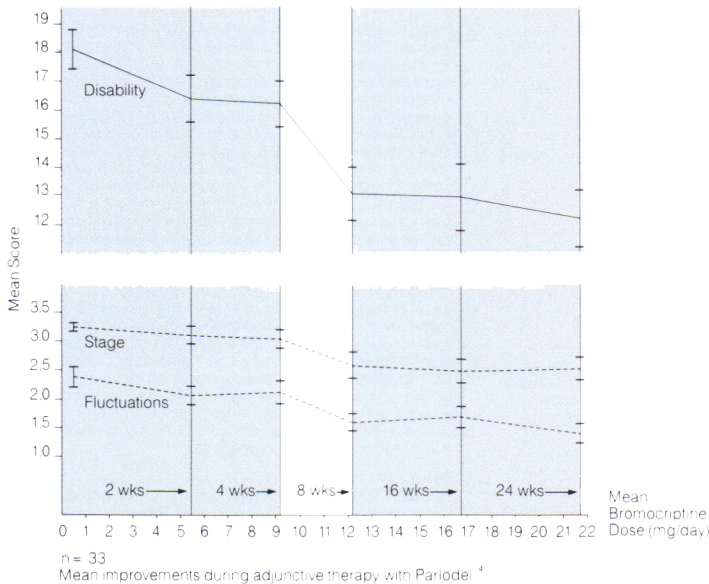 19
18
17
16
15
14
13
12
Disability
Mean Score
3.5
3.0
2.5
2.0
1.5
1.0
Stage
Fluctuations
2 wks 4 wks 8 wks 16 wks 24 wks
0 1 2 3 4 5 6 7 8 9 10 11 12 13 14 15 16 17 18 19 20 21 22
Mean
Bromocriptine
Dose (mg/day)
n = 33
Mean improvements during adjunctive therapy with Parlodel.4